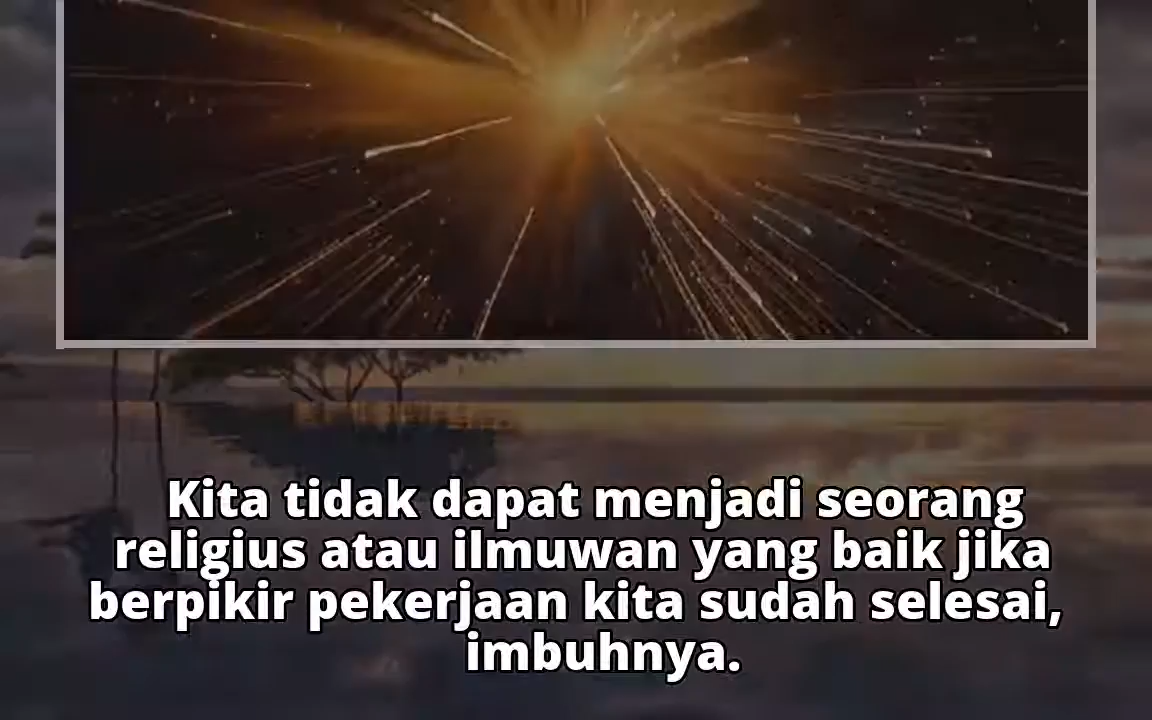 Kita tidak dapat menjadi seorang
religius atau ilmuwan yang baik jika
berpikir pekerjaan kita sudah selesai,
imbuhnya.